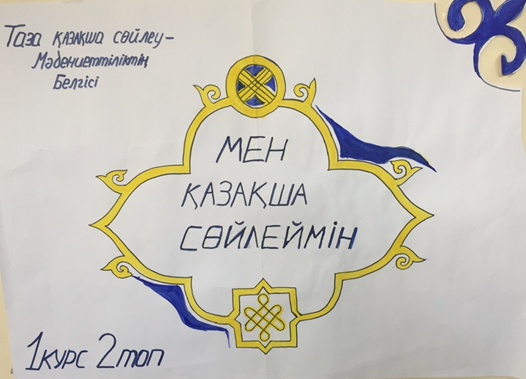 Таза қазақша сөйлеу–
Мәдениеттіліктің
Белгісі
МЕН
ҚАЗАҚША
СӨЙЛЕЙМІН
1курс 2топ